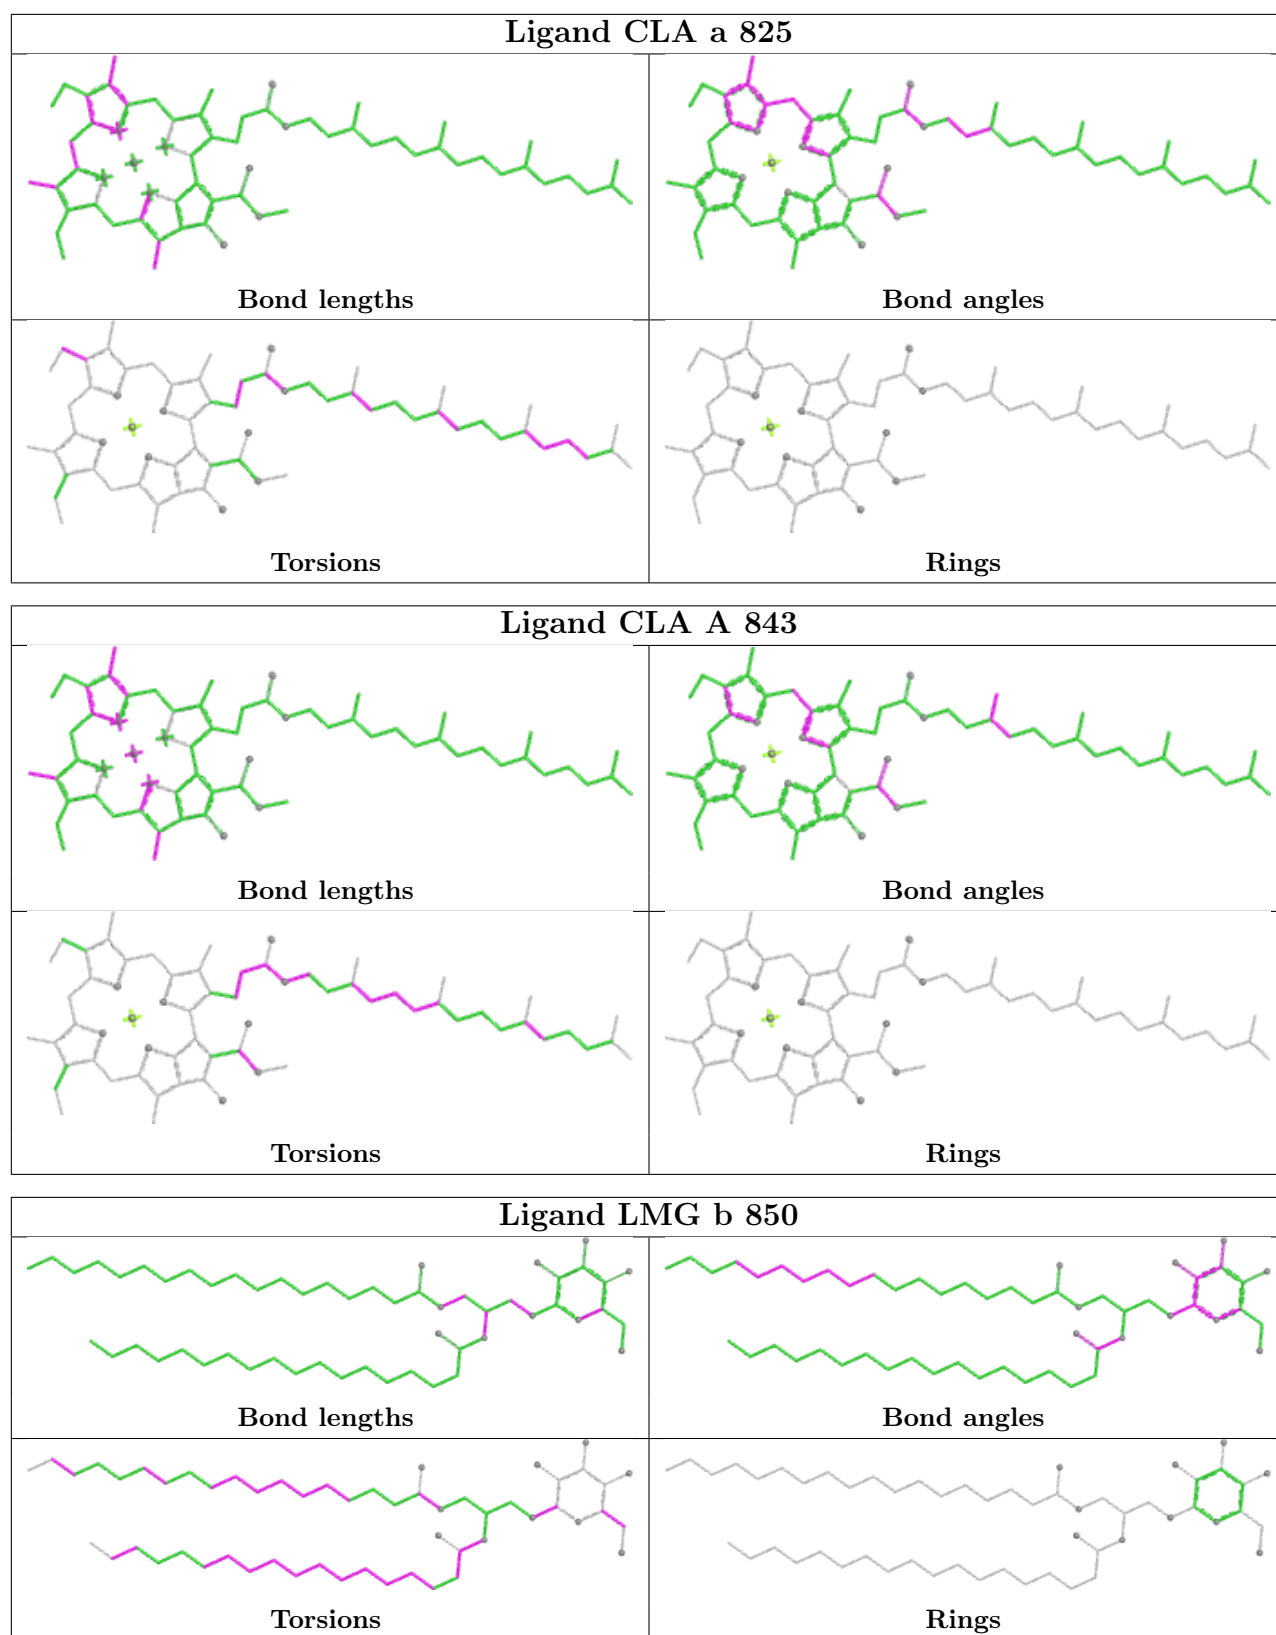 Ligand CLA a 825
Bond lengths
Bond angles
Torsions
Rings
Ligand CLA A 843
Bond lengths
Bond angles
Torsions
Rings
Ligand LMG b 850
Bond lengths
Bond angles
Torsions
Rings